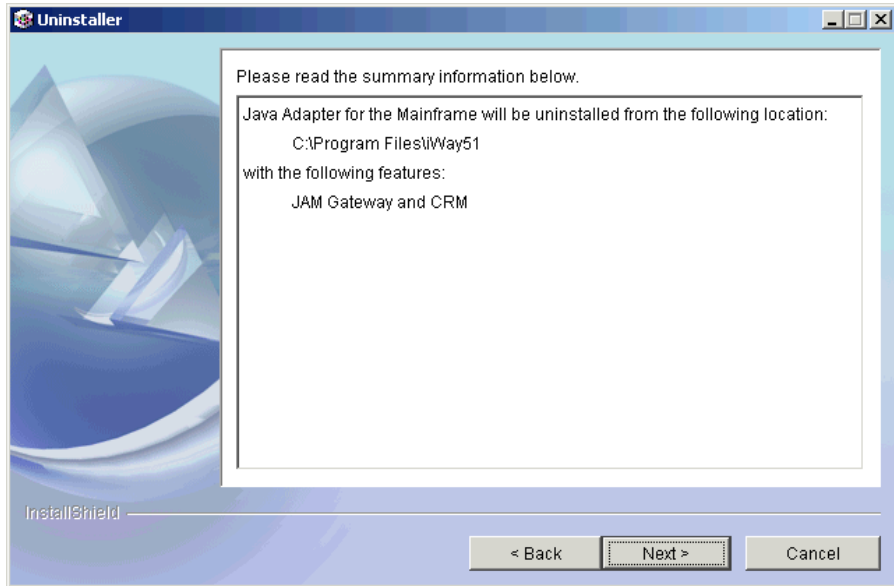 Uninstaller
Please read the summary information below.
Java Adapter for the Mainframe will be uninstalled from the following location:
C:\Program Files\iWay51
with the following features:
JAM Gateway and CRM
InstallShield
< Back
Next >
Cancel